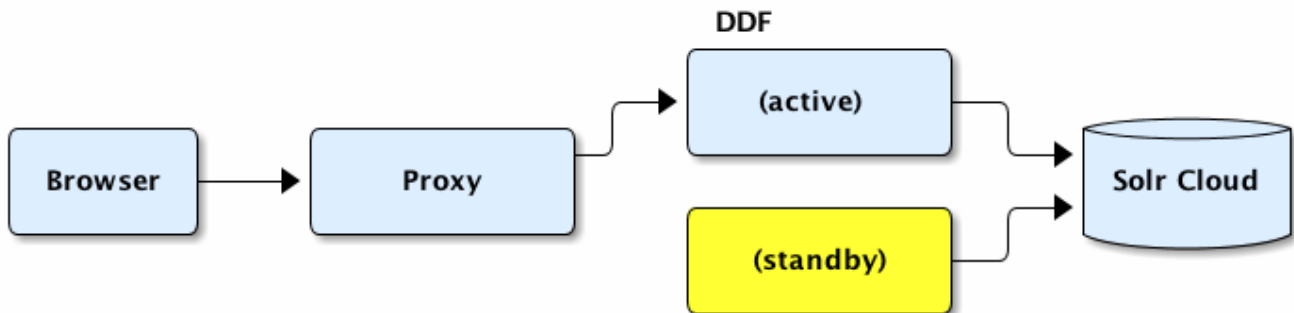 DDF
(active)
Browser
Proxy
Solr Cloud
(standby)